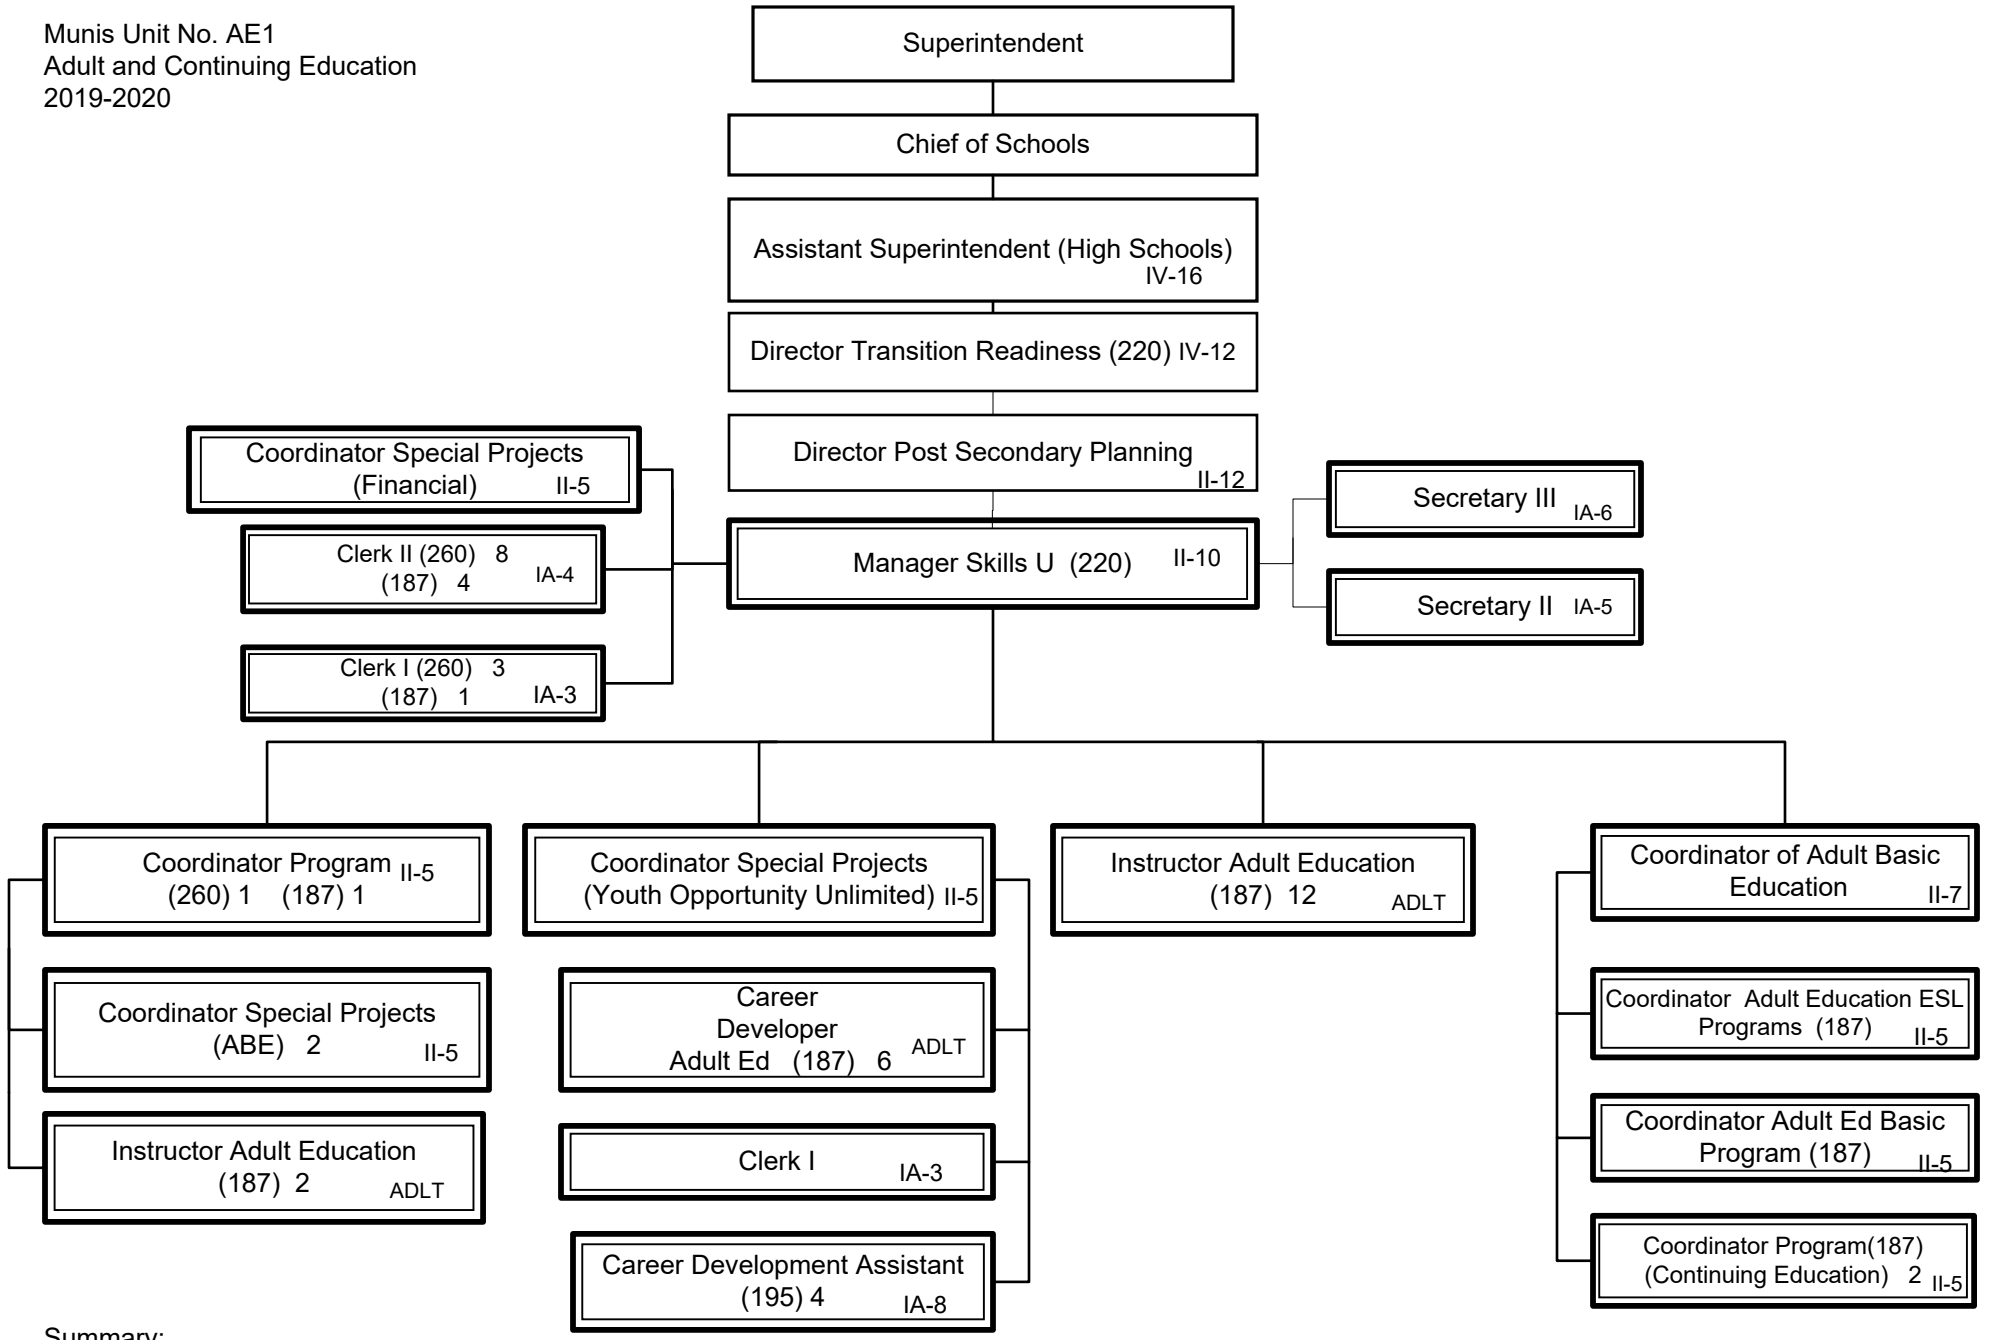 Munis Unit No. AE1
Adult and Continuing Education
2019-2020
Superintendent
Chief of Schools
Assistant Superintendent (High Schools)
IV-16
Director Transition Readiness (220) IV-12
Director Post Secondary Planning
II-12
Coordinator Special Projects
(Financial) II-5
Clerk II (260) 8
(187) 4 IA-4
Clerk I (260) 3
(187) 1 IA-3
Manager Skills U (220) II-10
Secretary III IA-6
Secretary II IA-5
Coordinator Program II-5
(260) 1 (187) 1
Coordinator Special Projects
(ABE) 2 II-5
Instructor Adult Education
(187) 2 ADLT
Coordinator Special Projects
(Youth Opportunity Unlimited) II-5
Career
Developer
Adult Ed (187) 6 ADLT
Clerk I IA-3
Career Development Assistant
(195) 4 IA-8
Instructor Adult Education
(187) 12 ADLT
Coordinator of Adult Basic
Education II-7
Coordinator Adult Education ESL
Programs (187) II-5
Coordinator Adult Ed Basic
Program (187) II-5
Coordinator Program(187)
(Continuing Education) 2 II-5
Summary: